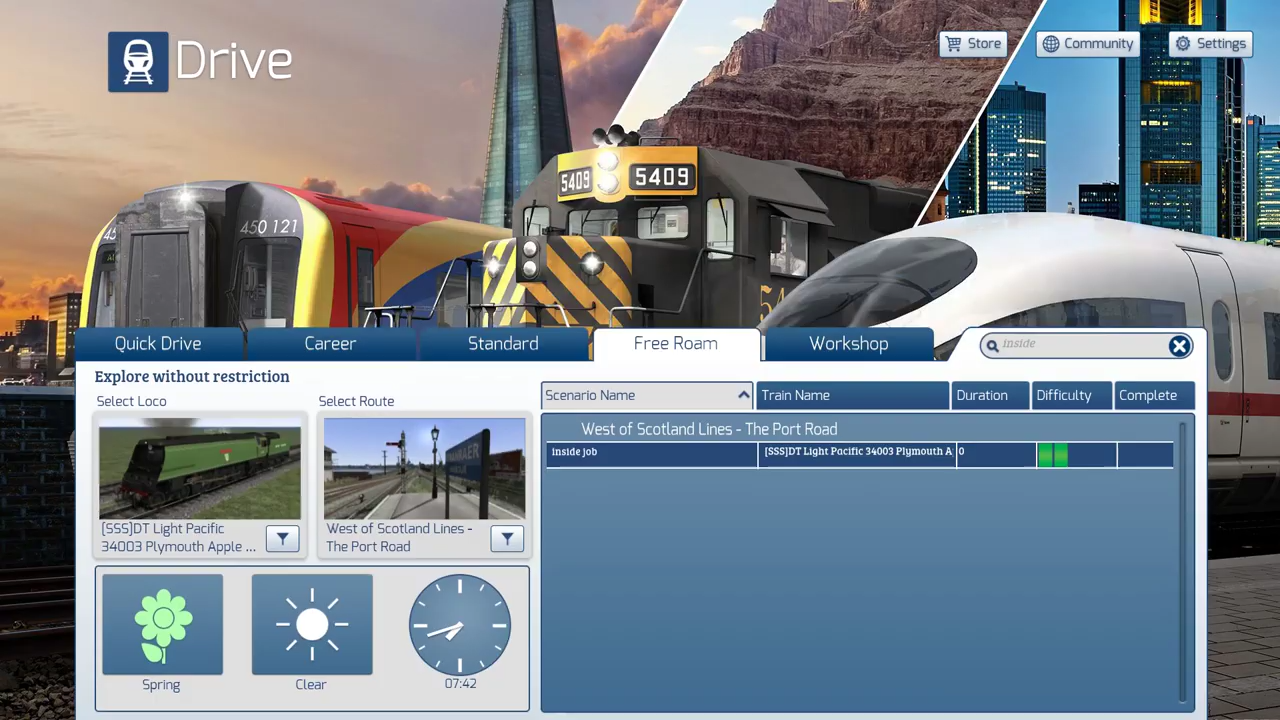 Drive
Store
Community
Settings
5409
5409
450 121
Quick Drive
Career
Standard
Free Roam
Workshop
inside
Explore without restriction
Select Loco
Select Route
Scenario Name
Train Name
Duration
Difficulty
Complete
West of Scotland Lines - The Port Road
inside job
[SSS]DT Light Pacific 34003 Plymouth A
0
[SSS]DT Light Pacific
34003 Plymouth Apple ...
West of Scotland Lines -
The Port Road
Spring
Clear
07:42